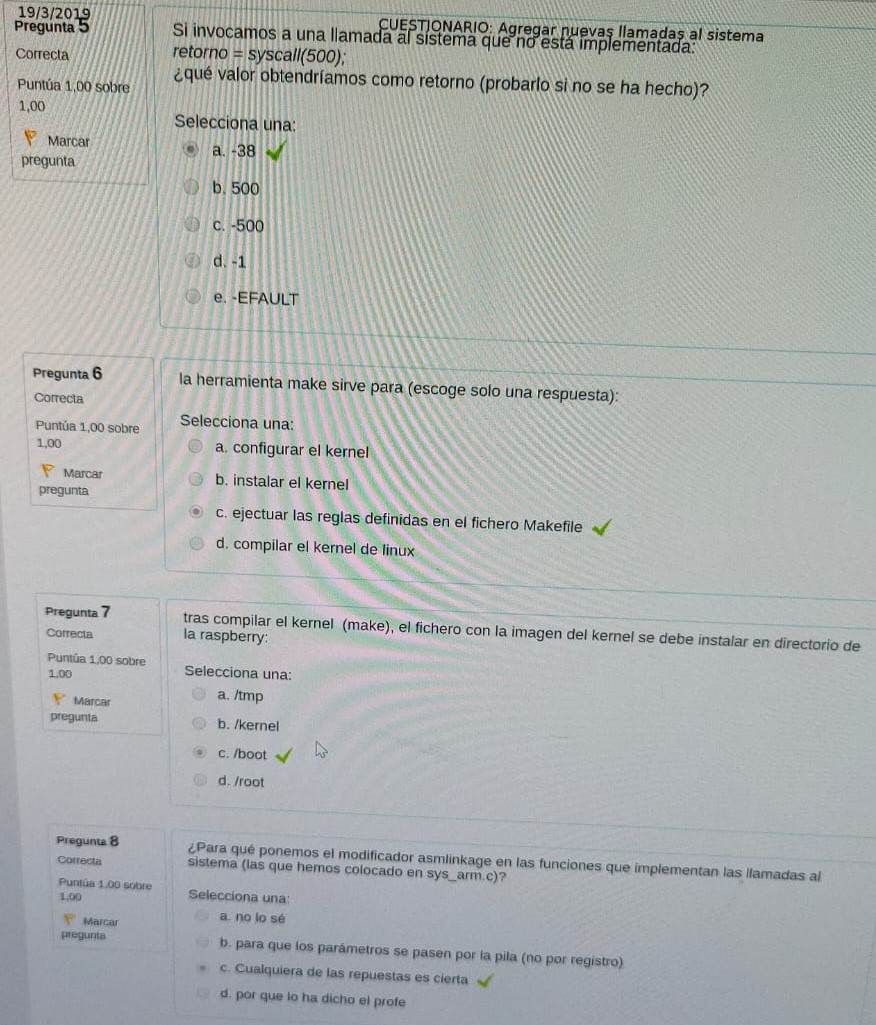 19/3/2019
CUESTIONARIO: Agregar nuevas llamadas al sistema
Pregunta 5
Correcta
Puntúa 1,00 sobre
1,00
Marcar
pregunta
Si invocamos a una llamada al sistema que no está implementada:
retorno = syscall(500);
¿qué valor obtendríamos como retorno (probarlo si no se ha hecho)?
Selecciona una:
a. -38
b. 500
c. -500
d. -1
e. -EFAULT
Pregunta 6
Correcta
Puntúa 1,00 sobre
1,00
Marcar
pregunta
la herramienta make sirve para (escoge solo una respuesta):
Selecciona una:
a. configurar el kernel
b. instalar el kernel
c. ejectuar las reglas definidas en el fichero Makefile
d. compilar el kernel de linux
Pregunta 7
Correcta
Puntúa 1,00 sobre
1,00
Marcar
pregunta
tras compilar el kernel (make), el fichero con la imagen del kernel se debe instalar en directorio de
la raspberry:
Selecciona una:
a. /tmp
b. /kernel
c. /boot
d. /root
Pregunta 8
Correcta
Puntúa 1,00 sobre
1,00
Marcar
pregunta
¿Para qué ponemos el modificador asmlinkage en las funciones que implementan las llamadas al
sistema (las que hemos colocado en sys_arm.c)?
Selecciona una:
a. no lo sé
b. para que los parámetros se pasen por la pila (no por registro)
c. Cualquiera de las repuestas es cierta
d. por que lo ha dicho el profe